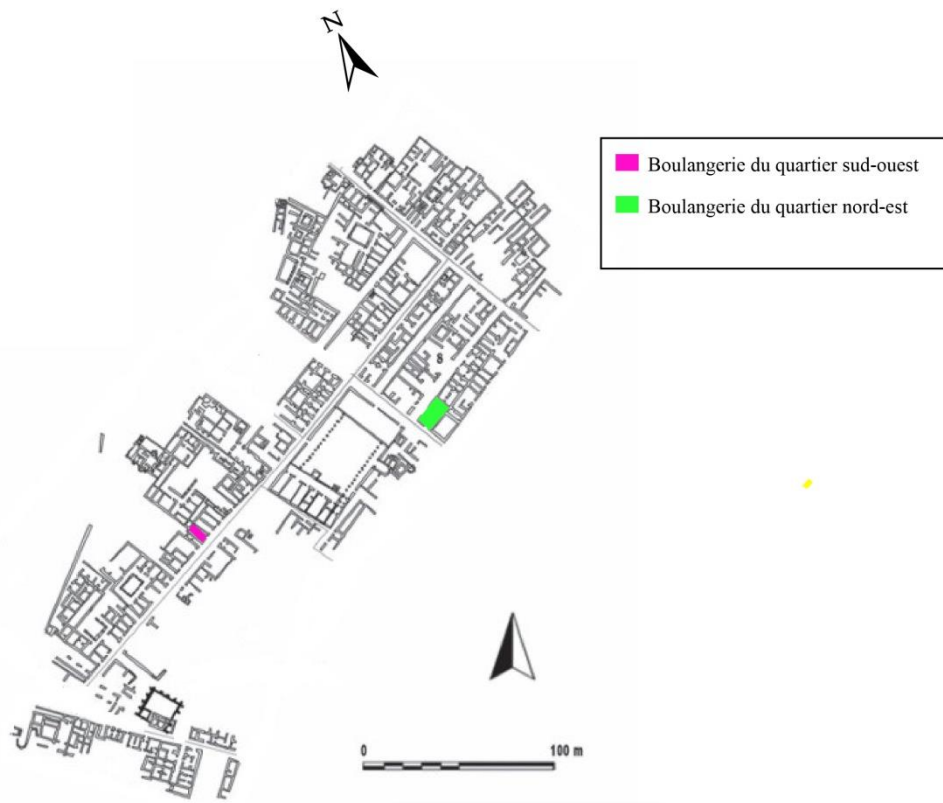 N
Boulangerie du quartier sud-ouest
Boulangerie du quartier nord-est
8
0 100 m